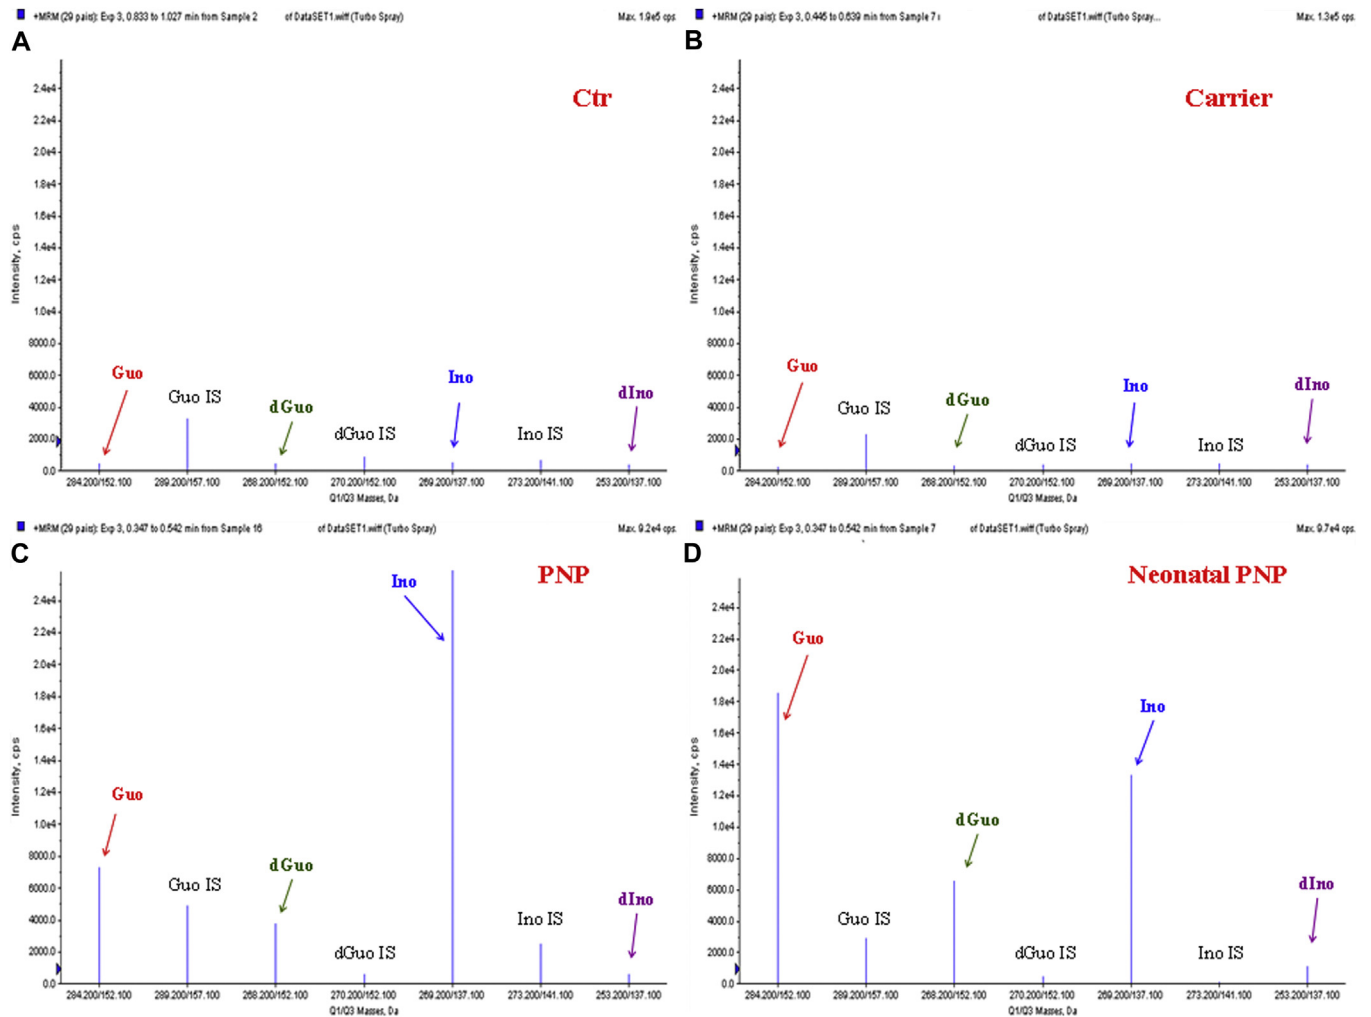 +MRM (29 pairs): Exp 3, 0.833 to 1.027 min from Sample 2 of DataSET1.wiff (Turbo Spray) Max. 1.9e5 cps.
A
Ctr
Intensity, cps
2.4e4
2.2e4
2.0e4
1.8e4
1.6e4
1.4e4
1.2e4
1.0e4
8000.0
6000.0
4000.0
2000.0
0.0
Guo
Guo IS
dGuo
dGuo IS
Ino
Ino IS
dIno
284.200/152.100 289.200/157.100 268.200/152.100 270.200/152.100 269.200/137.100 273.200/141.100 253.200/137.100
Q1/Q3 Masses, Da
+MRM (29 pairs): Exp 3, 0.446 to 0.639 min from Sample 7 of DataSET1.wiff (Turbo Spray... Max. 1.3e5 cps.
B
Carrier
Intensity, cps
2.4e4
2.2e4
2.0e4
1.8e4
1.6e4
1.4e4
1.2e4
1.0e4
8000.0
6000.0
4000.0
2000.0
0.0
Guo
Guo IS
dGuo
dGuo IS
Ino
Ino IS
dIno
284.200/152.100 289.200/157.100 268.200/152.100 270.200/152.100 269.200/137.100 273.200/141.100 253.200/137.100
Q1/Q3 Masses, Da
+MRM (29 pairs): Exp 3, 0.347 to 0.542 min from Sample 16 of DataSET1.wiff (Turbo Spray) Max. 9.2e4 cps.
C
PNP
Intensity, cps
2.4e4
2.2e4
2.0e4
1.8e4
1.6e4
1.4e4
1.2e4
1.0e4
8000.0
6000.0
4000.0
2000.0
0.0
Guo
Guo IS
dGuo
dGuo IS
Ino
Ino IS
dIno
284.200/152.100 289.200/157.100 268.200/152.100 270.200/152.100 269.200/137.100 273.200/141.100 253.200/137.100
Q1/Q3 Masses, Da
+MRM (29 pairs): Exp 3, 0.347 to 0.542 min from Sample 7 of DataSET1.wiff (Turbo Spray) Max. 9.7e4 cps.
D
Neonatal PNP
Intensity, cps
2.4e4
2.2e4
2.0e4
1.8e4
1.6e4
1.4e4
1.2e4
1.0e4
8000.0
6000.0
4000.0
2000.0
0.0
Guo
Guo IS
dGuo
dGuo IS
Ino
Ino IS
dIno
284.200/152.100 289.200/157.100 268.200/152.100 270.200/152.100 269.200/137.100 273.200/141.100 253.200/137.100
Q1/Q3 Masses, Da